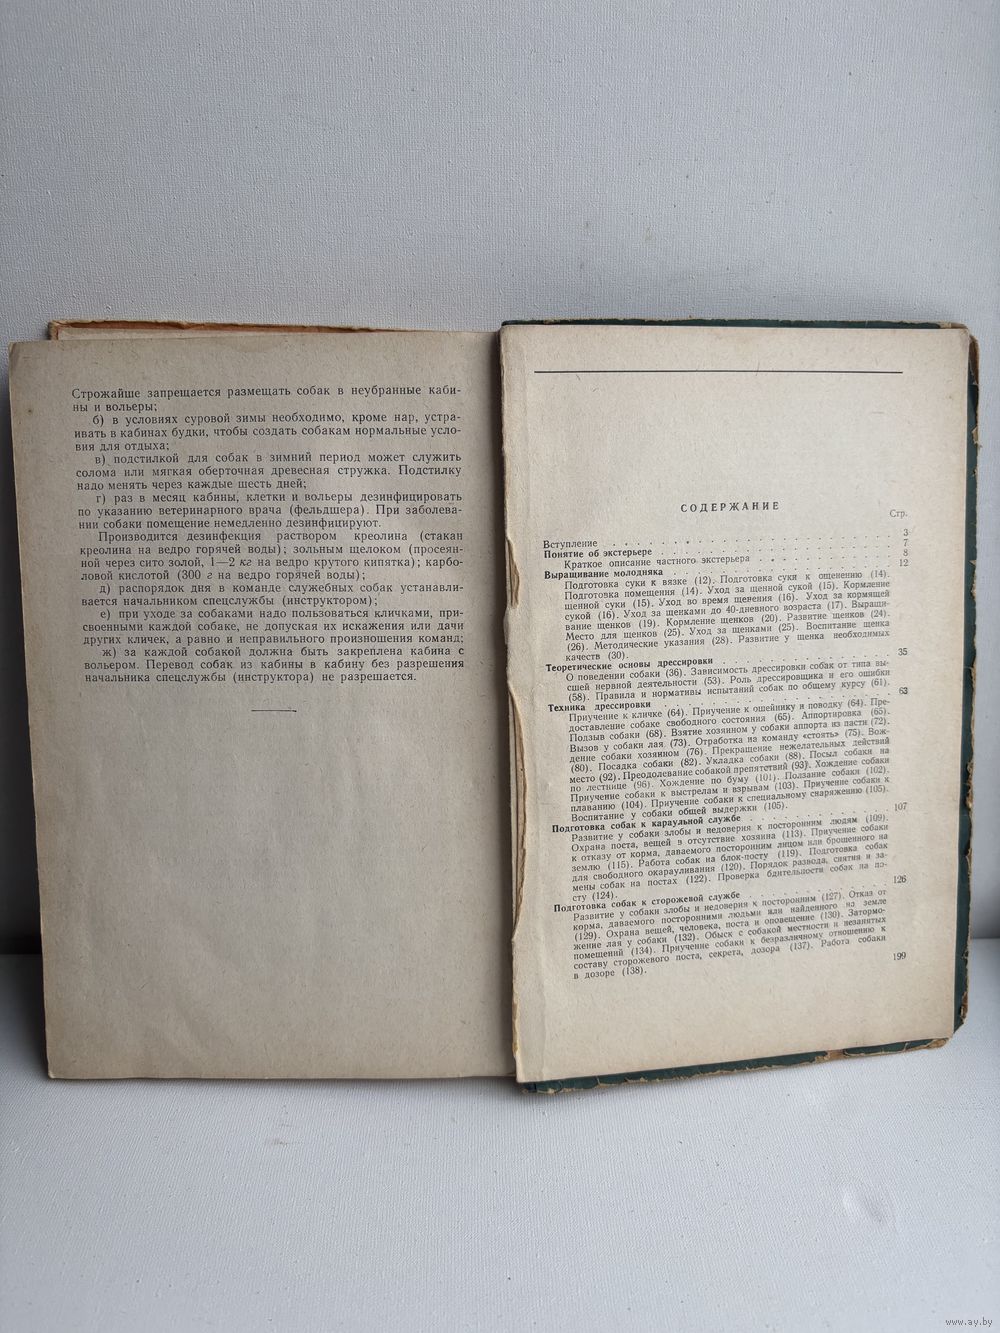 Строжайше запрещается размещать собак в неубранные каби-
ны и вольеры;
б) в условиях суровой зимы необходимо, кроме нар, устра-
ивать в кабинах будки, чтобы создать собакам нормальные усло-
вия для отдыха;
в) подстилкой для собак в зимний период может служить
солома или мягкая оберточная древесная стружка. Подстилку
надо менять через каждые шесть дней;
г) раз в месяц кабины, клетки и вольеры дезинфицировать
по указанию ветеринарного врача (фельдшера). При заболева-
нии собаки помещение немедленно дезинфицируют.
Производится дезинфекция раствором креолина (стакан
креолина на ведро горячей воды); зольным щелоком (просеян-
ной через сито золой, 1—2 кг на ведро крутого кипятка); карбо-
ловой кислотой (300 г на ведро горячей воды);
д) распорядок дня в команде служебных собак устанавли-
вается начальником спецслужбы (инструктором);
е) при уходе за собаками надо пользоваться кличками, при-
своенными каждой собаке, не допуская их искажения или дачи
других кличек, а равно и неправильного произношения команд;
ж) за каждой собакой должна быть закреплена кабина с
вольером. Перевод собак из кабины в кабину без разрешения
начальника спецслужбы (инструктора) не разрешается.
СОДЕРЖАНИЕ
Стр.
Вступление 3
Понятие об экстерьере 7
Краткое описание частного экстерьера 8
Выращивание молодняка 12
Подготовка суки к вязке (12). Подготовка суки к ощенению (14).
Подготовка помещения (14). Уход за щенной сукой (15). Кормление
щенной суки (15). Уход во время щенения (16). Уход за кормящей
сукой (16). Уход за щенками до 40-дневного возраста (17). Выращи-
вание щенков (19). Кормление щенков (20). Развитие щенков (24).
Место для щенков (25). Уход за щенками (25). Воспитание щенка
(26). Методические указания (28). Развитие у щенка необходимых
качеств (30).
Теоретические основы дрессировки 35
О поведении собаки (36). Зависимость дрессировки собак от типа вы-
сшей нервной деятельности (53). Роль дрессировщика и его ошибки
(58). Правила и нормативы испытаний собак по общему курсу (61).
Техника дрессировки 63
Приучение к кличке (64). Приучение к ошейнику и поводку (64). Пре-
доставление собаке свободного состояния (65). Аппортировка (65).
Подзыв собаки (68). Взятие хозяином у собаки аппорта из пасти (72).
Вызов у собаки лая (73). Отработка на команду «стоять» (75). Вож-
дение собаки хозяином (76). Прекращение нежелательных действий
(80). Посадка собаки (82). Укладка собаки (88). Посыл собаки на
место (92). Преодолевание собакой препятствий (93). Хождение собаки
по лестнице (96). Хождение по буму (101). Ползание собаки (102).
Приучение собаки к выстрелам и взрывам (103). Приучение собаки к
плаванию (104). Приучение собаки к специальному снаряжению (105).
Воспитание у собаки общей выдержки (105).
Подготовка собак к караульной службе 107
Развитие у собаки злобы и недоверия к посторонним людям (109).
Охрана поста, вещей в отсутствие хозяина (113). Приучение собаки
к отказу от корма, даваемого посторонним лицом или брошенного на
землю (115). Работа собак на блок-посту (119). Подготовка собак
для свободного окарауливания (120). Порядок развода, снятия и за-
мены собак на постах (122). Проверка бдительности собак на по-
сту (124).
Подготовка собак к сторожевой службе 126
Развитие у собаки злобы и недоверия к посторонним (127). Отказ от
корма, даваемого посторонними людьми или найденного на земле
(129). Охрана вещей, человека, поста и оповещение (130). Затормо-
жение лая у собаки (132). Обыск с собакой местности и незанятых
помещений (134). Приучение собаки к безразличному отношению к
составу сторожевого поста, секрета, дозора (137). Работа собаки
в дозоре (138).
199
www.ay.by